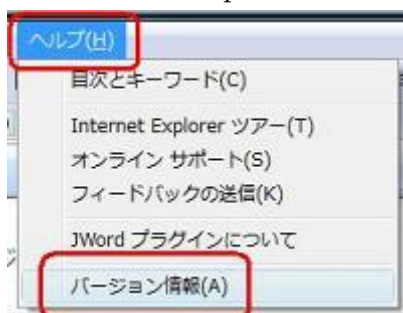 ヘルプ(H)
目次とキーワード(C)
Internet Explorer ツアー(T)
オンライン サポート(S)
フィードバックの送信(K)
JWord プラグインについて
バージョン情報(A)